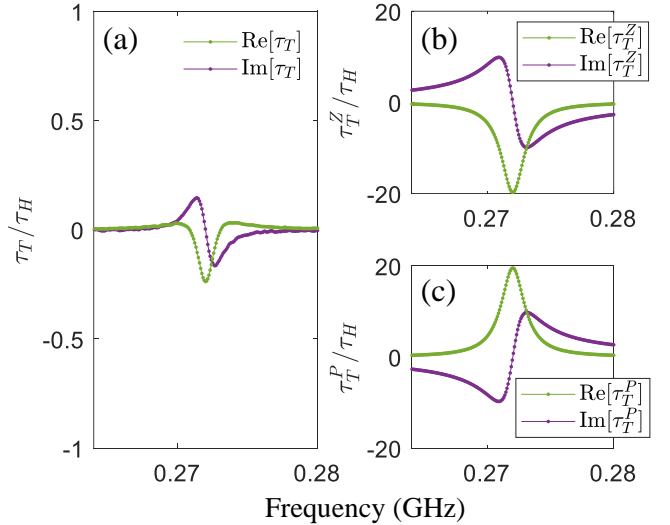 (a)
Re[τ_T]
Im[τ_T]
1
0.5
0
-0.5
-1
τ_T/τ_H
0.27
0.28
(b)
Re[τ_T^Z]
Im[τ_T^Z]
20
0
-20
τ_T^Z/τ_H
0.27
0.28
(c)
Re[τ_T^P]
Im[τ_T^P]
20
0
-20
τ_T^P/τ_H
0.27
0.28
Frequency (GHz)